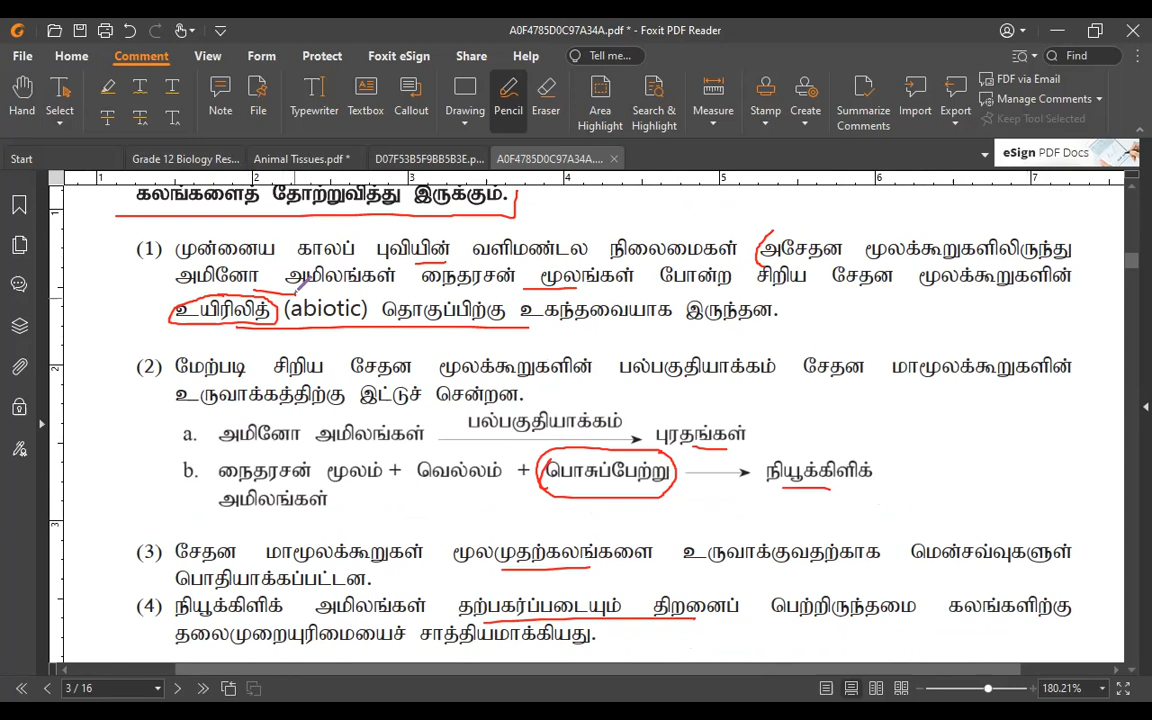 A0F4785D0C97A34A.pdf * - Foxit PDF Reader
File Home Comment View Form Protect Foxit eSign Share Help Tell me...
Find
Hand Select Note File Typewriter Textbox Callout Drawing Pencil Eraser Area Highlight Search & Highlight Measure Stamp Create Summarize Comments Import Export
FDF via Email
Manage Comments
Keep Tool Selected
Start Grade 12 Biology Res... Animal Tissues.pdf * D07F53B5F9BB5B3E.p... A0F4785D0C97A34A.... eSign PDF Docs
1 2 3 4 5 6 7
கலங்களைத் தோற்றுவித்து இருக்கும்.
(1) முன்னைய காலப் புவியின் வளிமண்டல நிலைமைகள் அசேதன மூலக்கூறுகளிலிருந்து
அமினோ அமிலங்கள் நைதரசன் மூலங்கள் போன்ற சிறிய சேதன மூலக்கூறுகளின்
உயிரிலித் (abiotic) தொகுப்பிற்கு உகந்தவையாக இருந்தன.
(2) மேற்படி சிறிய சேதன மூலக்கூறுகளின் பல்பகுதியாக்கம் சேதன மாமூலக்கூறுகளின்
உருவாக்கத்திற்கு இட்டுச் சென்றன.
பல்பகுதியாக்கம்
a. அமினோ அமிலங்கள் புரதங்கள்
b. நைதரசன் மூலம் + வெல்லம் + பொசுப்பேற்று நியூக்கிளிக்
அமிலங்கள்
(3) சேதன மாமூலக்கூறுகள் மூலமுதற்கலங்களை உருவாக்குவதற்காக மென்சவ்வுகளுள்
பொதியாக்கப்பட்டன.
(4) நியூக்கிளிக் அமிலங்கள் தற்பகர்ப்படையும் திறனைப் பெற்றிருந்தமை கலங்களிற்கு
தலைமுறையுரிமையைச் சாத்தியமாக்கியது.
3 / 16
180.21%